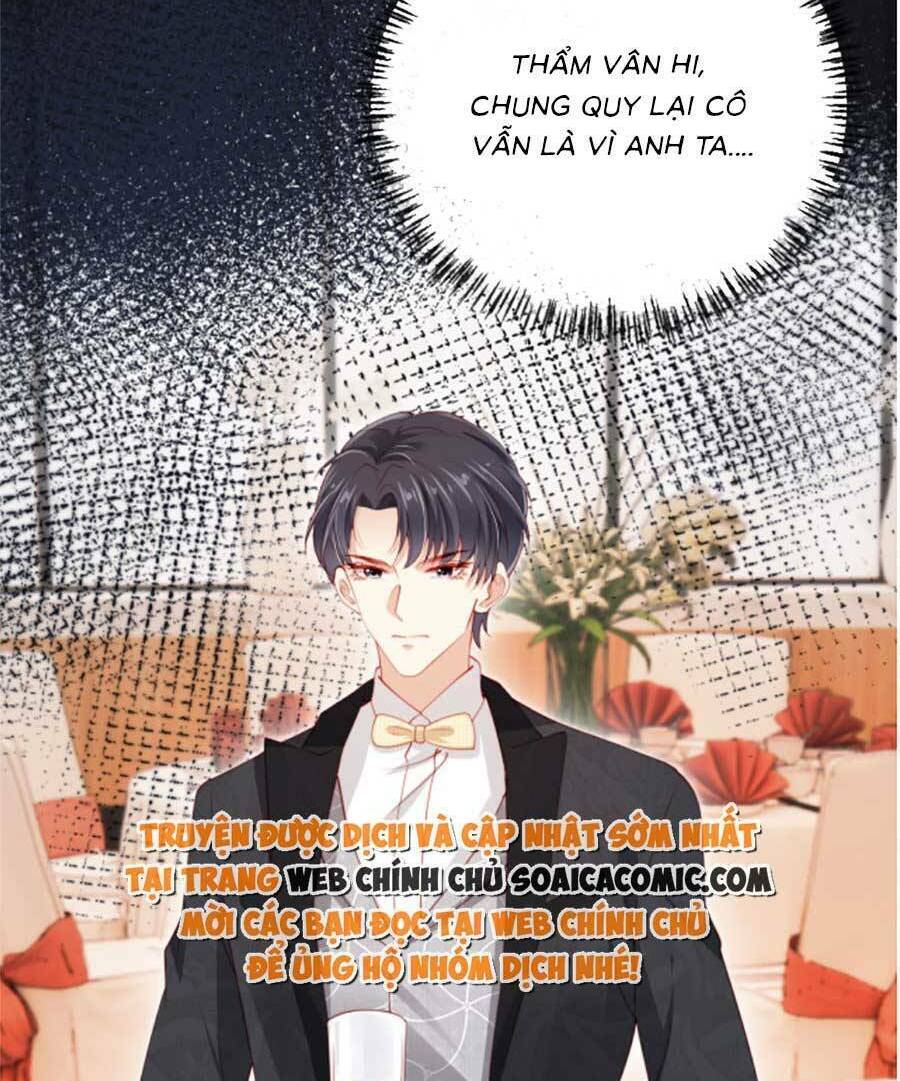 THẨM VÂN HI,
CHUNG QUY LẠI CÔ
VẪN LÀ VÌ ANH TA....
TRUYỆN ĐƯỢC DỊCH VÀ CẬP NHẬT SỚM NHẤT
TẠI TRANG WEB CHÍNH CHỦ SOAICACOMIC.COM
MỜI CÁC BẠN ĐỌC TẠI WEB CHÍNH CHỦ
ĐỂ ỦNG HỘ NHÓM DỊCH NHÉ!